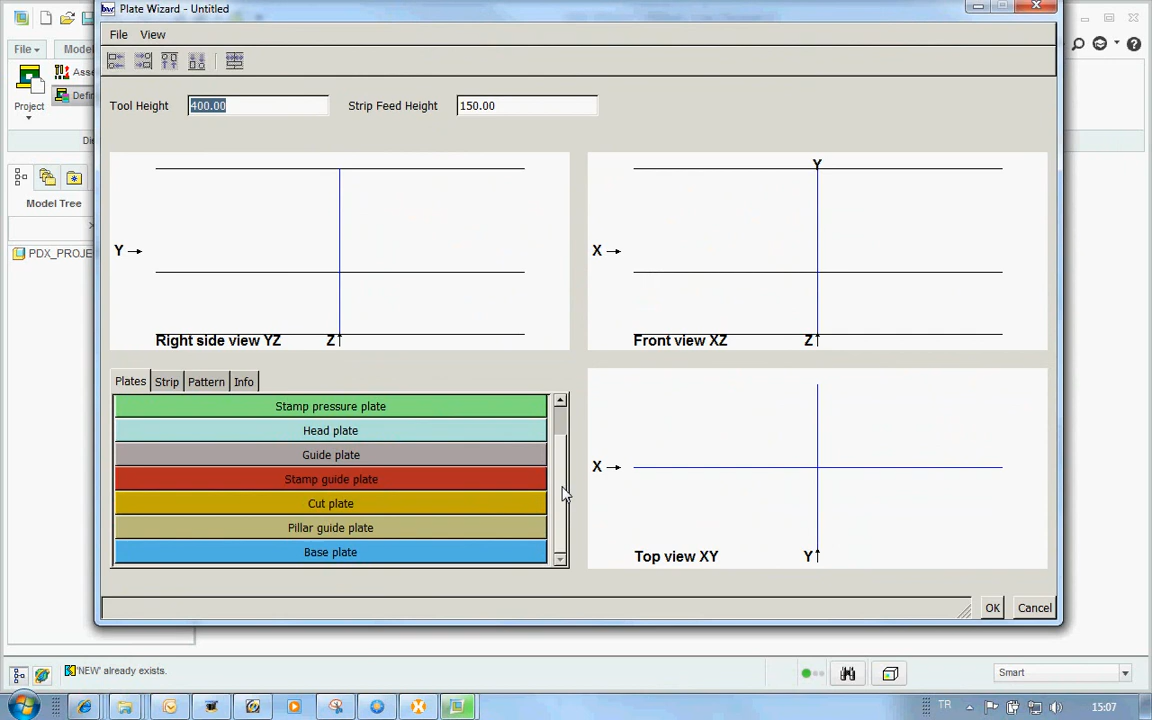 Plate Wizard - Untitled
File View
File
Model
Tool Height 400.00 Strip Feed Height 150.00
Project
Model Tree
Y
Y
X
Right side view YZ Z
Front view XZ Z
PDX_PROJE
Plates Strip Pattern Info
Stamp pressure plate
Head plate
Guide plate
Stamp guide plate
Cut plate
Pillar guide plate
Base plate
X
Top view XY Y
OK Cancel
'NEW' already exists.
Smart
TR 15:07